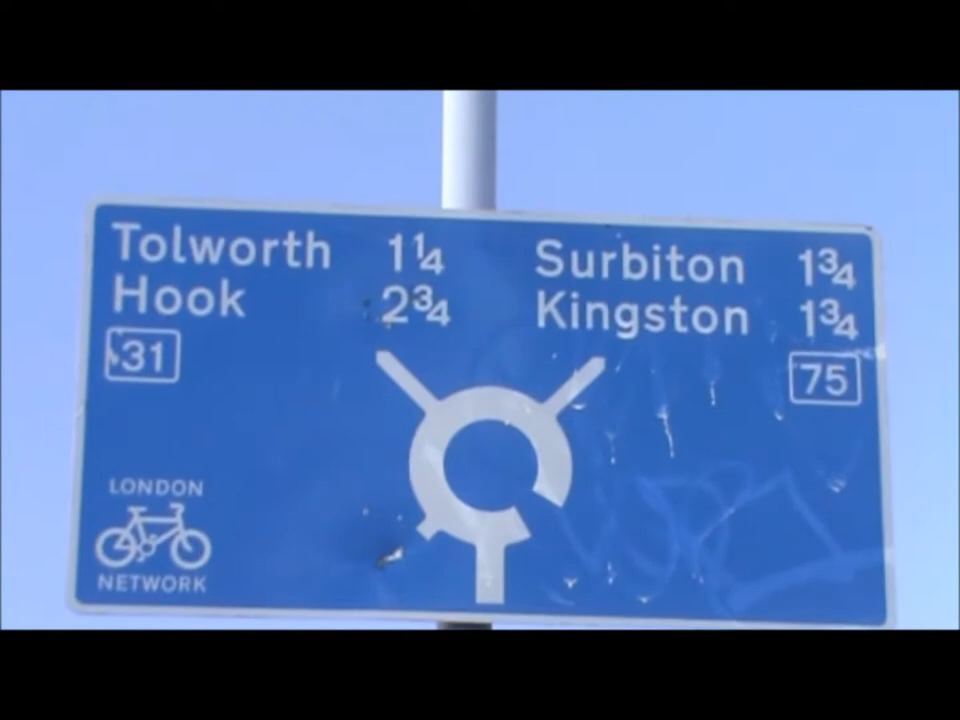 Tolworth 1¼
Hook 2¾
31
Surbiton 1¾
Kingston 1¾
75
LONDON
NETWORK